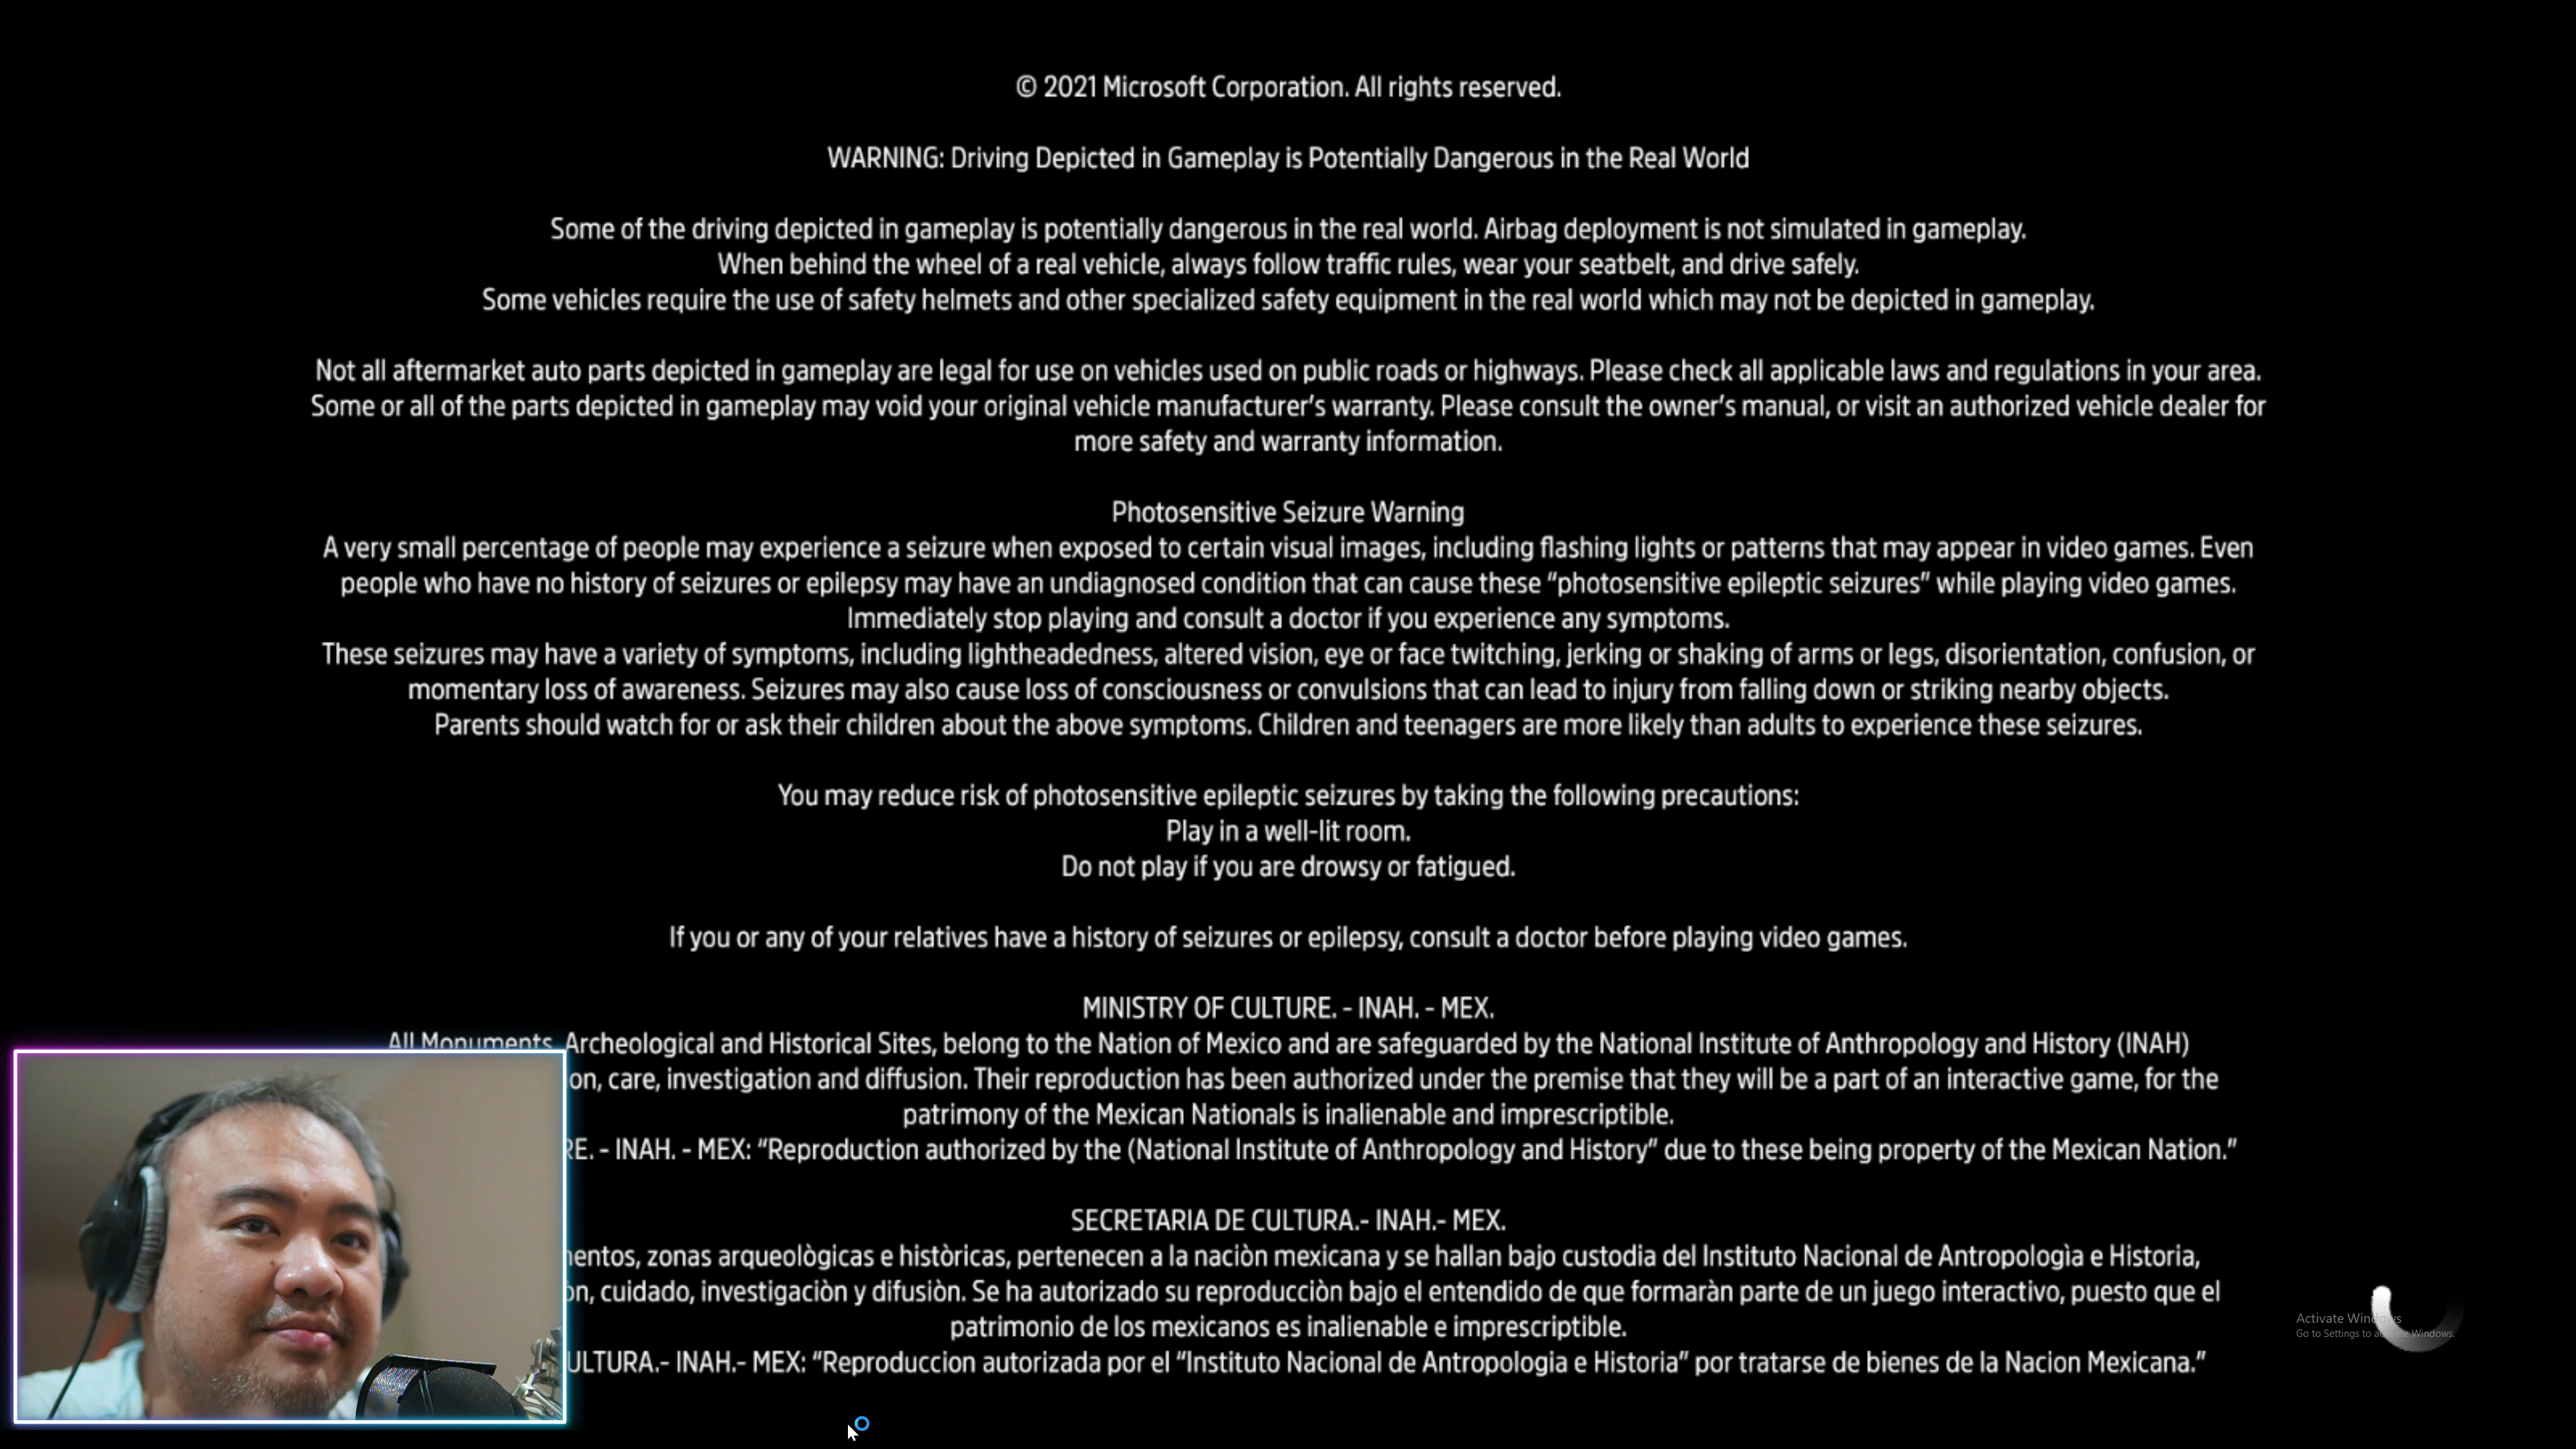 © 2021 Microsoft Corporation. All rights reserved.
WARNING: Driving Depicted in Gameplay is Potentially Dangerous in the Real World
Some of the driving depicted in gameplay is potentially dangerous in the real world. Airbag deployment is not simulated in gameplay.
When behind the wheel of a real vehicle, always follow traffic rules, wear your seatbelt, and drive safely.
Some vehicles require the use of safety helmets and other specialized safety equipment in the real world which may not be depicted in gameplay.
Not all aftermarket auto parts depicted in gameplay are legal for use on vehicles used on public roads or highways. Please check all applicable laws and regulations in your area.
Some or all of the parts depicted in gameplay may void your original vehicle manufacturer's warranty. Please consult the owner's manual, or visit an authorized vehicle dealer for
more safety and warranty information.
Photosensitive Seizure Warning
A very small percentage of people may experience a seizure when exposed to certain visual images, including flashing lights or patterns that may appear in video games. Even
people who have no history of seizures or epilepsy may have an undiagnosed condition that can cause these “photosensitive epileptic seizures” while playing video games.
Immediately stop playing and consult a doctor if you experience any symptoms.
These seizures may have a variety of symptoms, including lightheadedness, altered vision, eye or face twitching, jerking or shaking of arms or legs, disorientation, confusion, or
momentary loss of awareness. Seizures may also cause loss of consciousness or convulsions that can lead to injury from falling down or striking nearby objects.
Parents should watch for or ask their children about the above symptoms. Children and teenagers are more likely than adults to experience these seizures.
You may reduce risk of photosensitive epileptic seizures by taking the following precautions:
Play in a well-lit room.
Do not play if you are drowsy or fatigued.
If you or any of your relatives have a history of seizures or epilepsy, consult a doctor before playing video games.
MINISTRY OF CULTURE. - INAH. - MEX.
All Monuments, Archeological and Historical Sites, belong to the Nation of Mexico and are safeguarded by the National Institute of Anthropology and History (INAH)
on, care, investigation and diffusion. Their reproduction has been authorized under the premise that they will be a part of an interactive game, for the
patrimony of the Mexican Nationals is inalienable and imprescriptible.
RE. - INAH. - MEX: “Reproduction authorized by the (National Institute of Anthropology and History” due to these being property of the Mexican Nation.”
SECRETARIA DE CULTURA.- INAH.- MEX.
mentos, zonas arqueològicas e històricas, pertenecen a la naciòn mexicana y se hallan bajo custodia del Instituto Nacional de Antropologìa e Historia,
òn, cuidado, investigaciòn y difusiòn. Se ha autorizado su reproducciòn bajo el entendido de que formaràn parte de un juego interactivo, puesto que el
patrimonio de los mexicanos es inalienable e imprescriptible.
ULTURA.- INAH.- MEX: “Reproduccion autorizada por el “Instituto Nacional de Antropologia e Historia” por tratarse de bienes de la Nacion Mexicana.”
Activate Windows
Go to Settings to activate Windows.